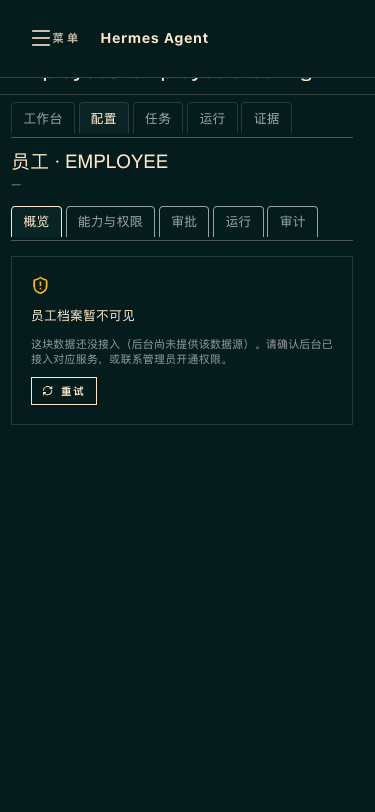 菜单 Hermes Agent
工作台 配置 任务 运行 证据
员工 · EMPLOYEE
—
概览 能力与权限 审批 运行 审计
员工档案暂不可见
这块数据还没接入（后台尚未提供该数据源）。请确认后台已
接入对应服务，或联系管理员开通权限。
重试